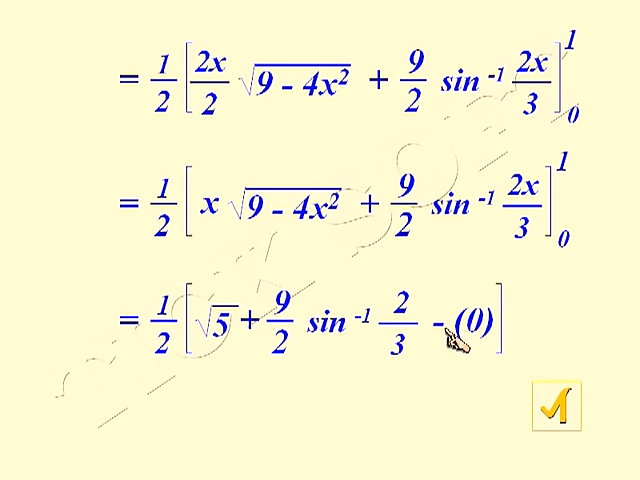 = 1/2 [ 2x/2 √(9 - 4x²) + 9/2 sin⁻¹ 2x/3 ]₀¹
= 1/2 [ x √(9 - 4x²) + 9/2 sin⁻¹ 2x/3 ]₀¹
= 1/2 [ √5 + 9/2 sin⁻¹ 2/3 - (0) ]